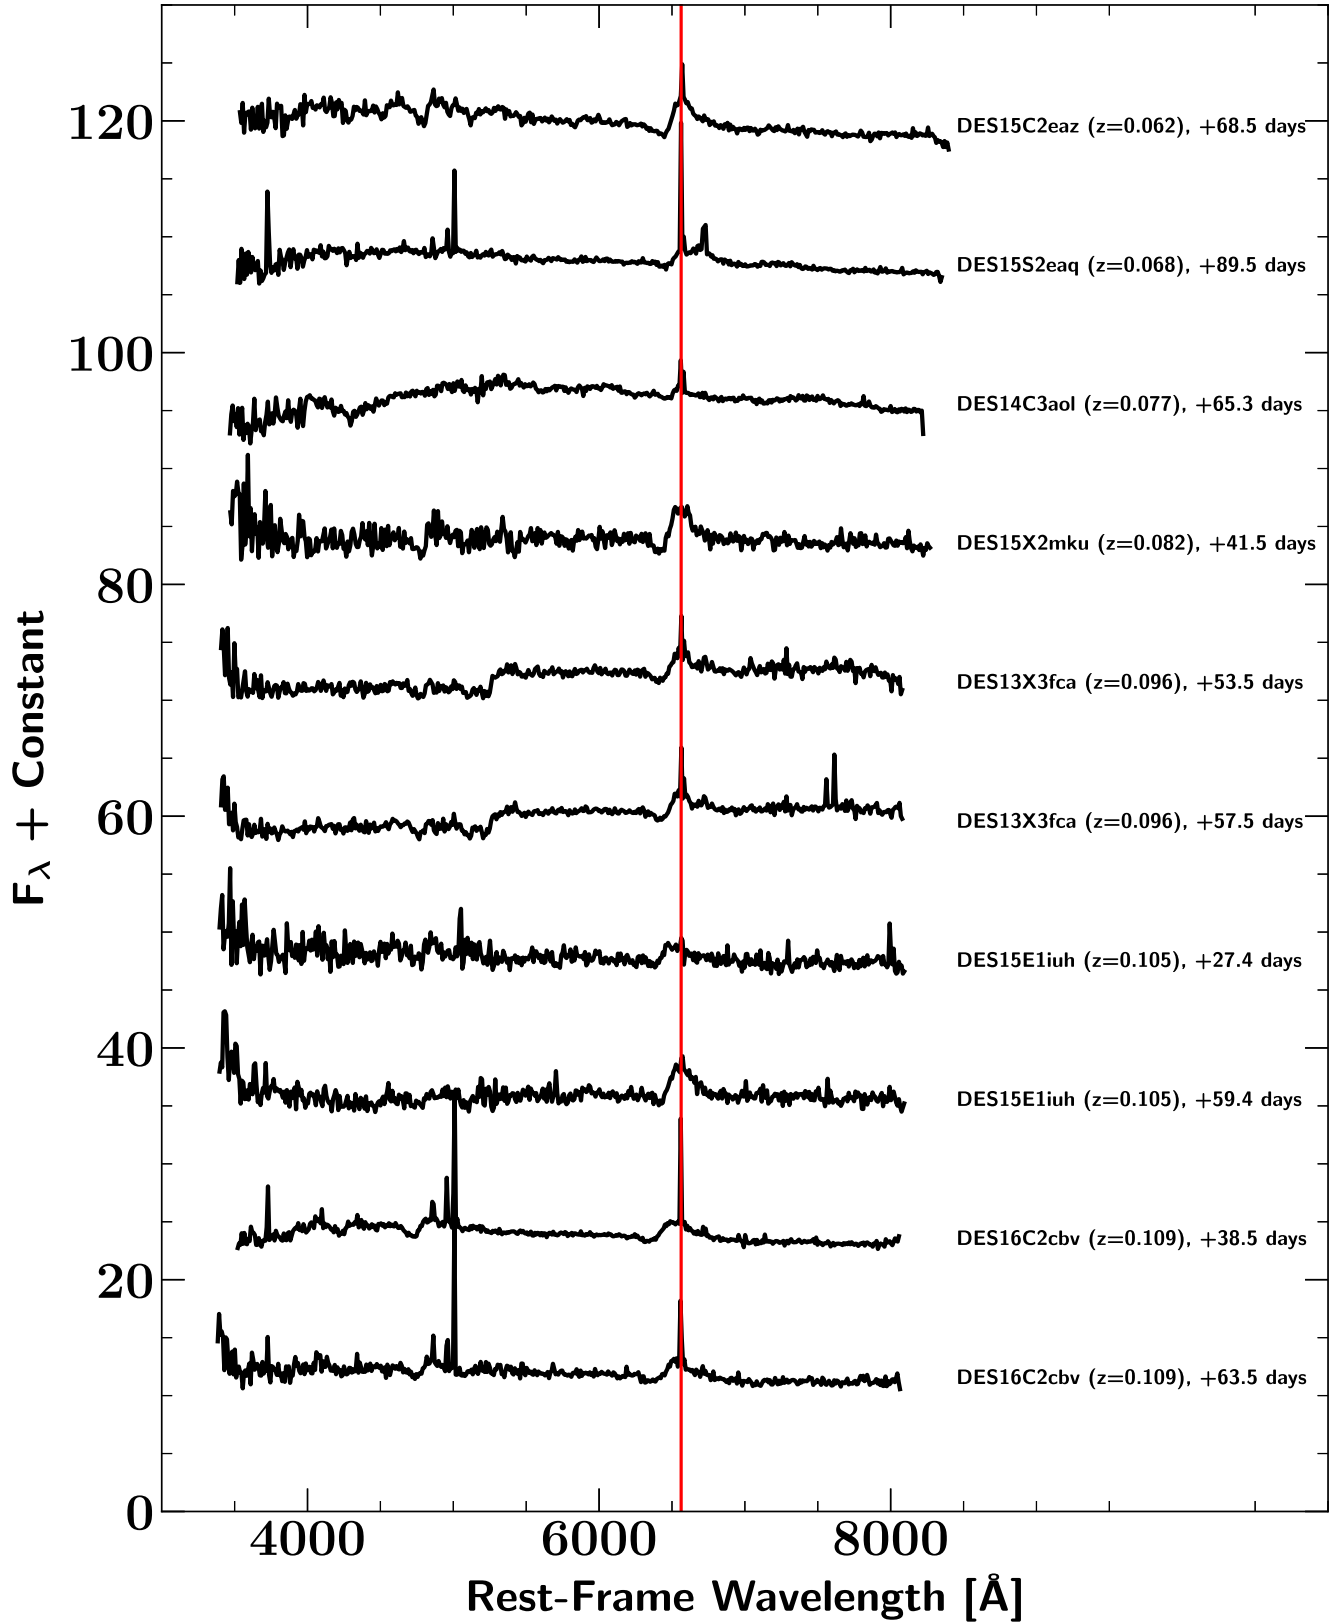 120
DES15C2eaz (z=0.062), +68.5 days
DES15S2eaq (z=0.068), +89.5 days
100
DES14C3aol (z=0.077), +65.3 days
DES15X2mku (z=0.082), +41.5 days
80
DES13X3fca (z=0.096), +53.5 days
60
DES13X3fca (z=0.096), +57.5 days
DES15E1iuh (z=0.105), +27.4 days
40
DES15E1iuh (z=0.105), +59.4 days
DES16C2cbv (z=0.109), +38.5 days
20
DES16C2cbv (z=0.109), +63.5 days
0
Fλ + Constant
4000 6000 8000
Rest-Frame Wavelength [Å]